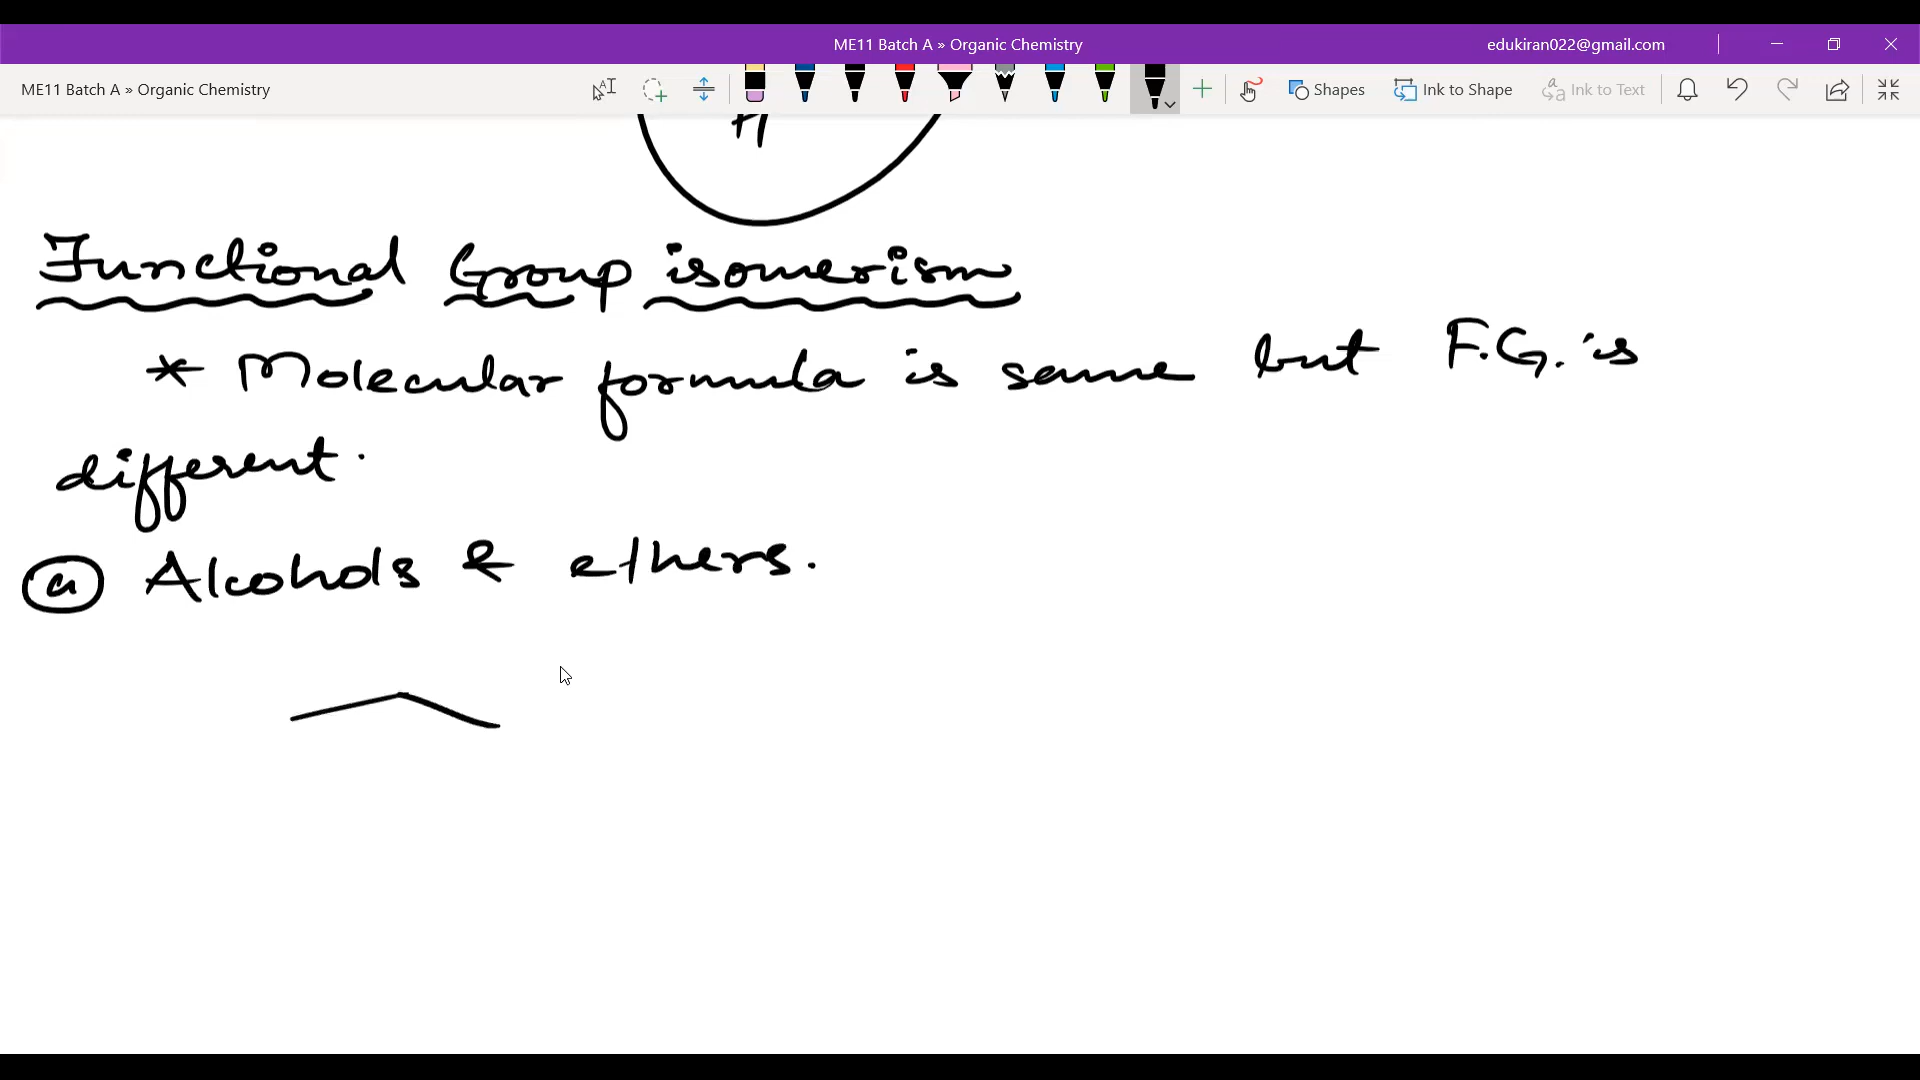 ME11 Batch A » Organic Chemistry
edukiran022@gmail.com
ME11 Batch A » Organic Chemistry
Shapes
Ink to Shape
Ink to Text
H
Functional Group isomerism
* Molecular formula is same but F.G. is
different.
a Alcohols & ethers.